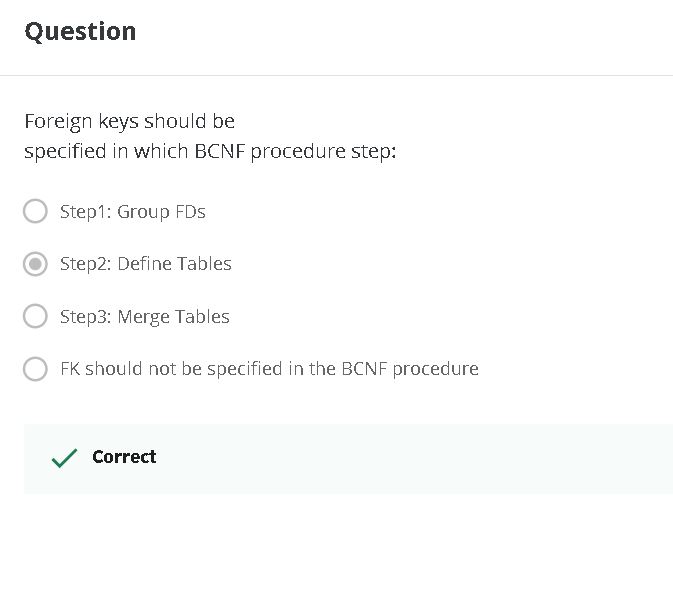 Question
Foreign keys should be
specified in which BCNF procedure step:
Step1: Group FDs
Step2: Define Tables
Step3: Merge Tables
FK should not be specified in the BCNF procedure
Correct